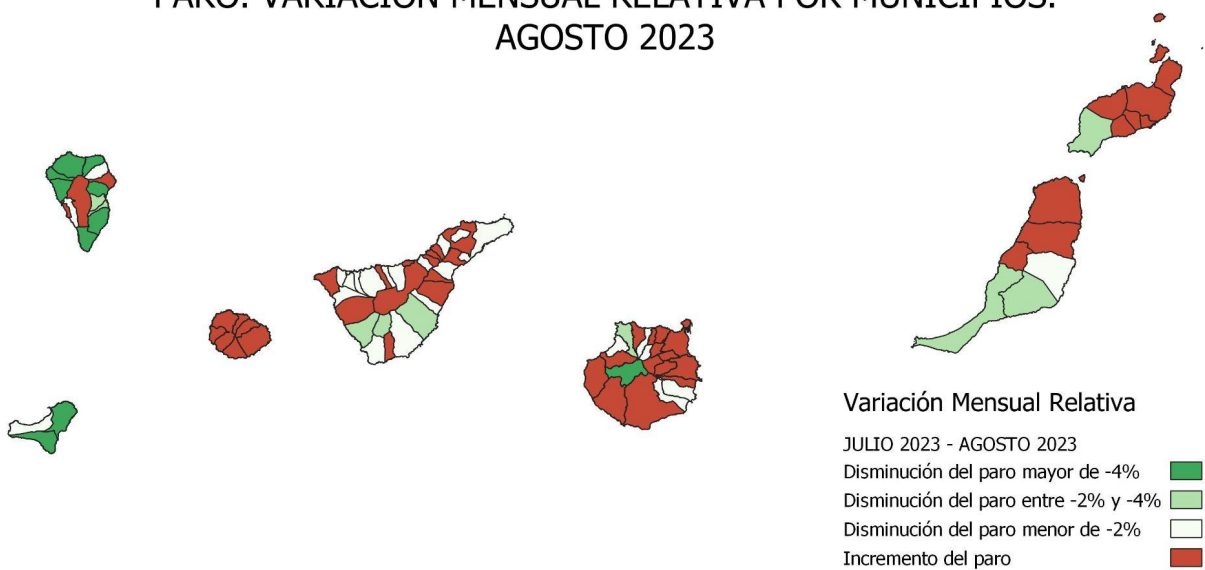 PARO. VARIACIÓN MENSUAL RELATIVA POR MUNICIPIOS.
AGOSTO 2023
Variación Mensual Relativa
JULIO 2023 - AGOSTO 2023
Disminución del paro mayor de -4%
Disminución del paro entre -2% y -4%
Disminución del paro menor de -2%
Incremento del paro